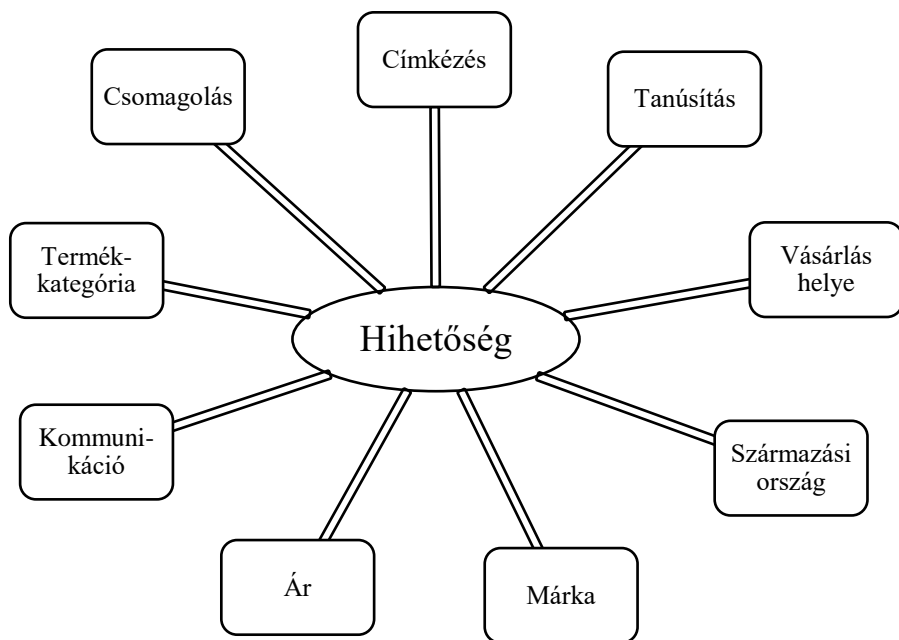 Címkézés
Csomagolás
Tanúsítás
Termék-
kategória
Vásárlás
helye
Hihetőség
Kommuni-
káció
Származási
ország
Ár
Márka